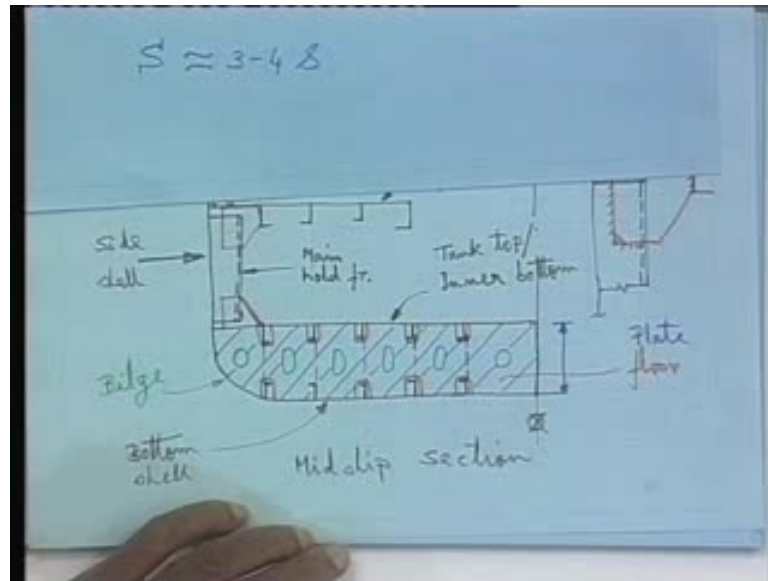 S ≈ 3-4 s
side
shell
Main
hold fr.
Tank top/
Inner bottom
Plate
floor
Bilge
Bottom
shell
Midship section